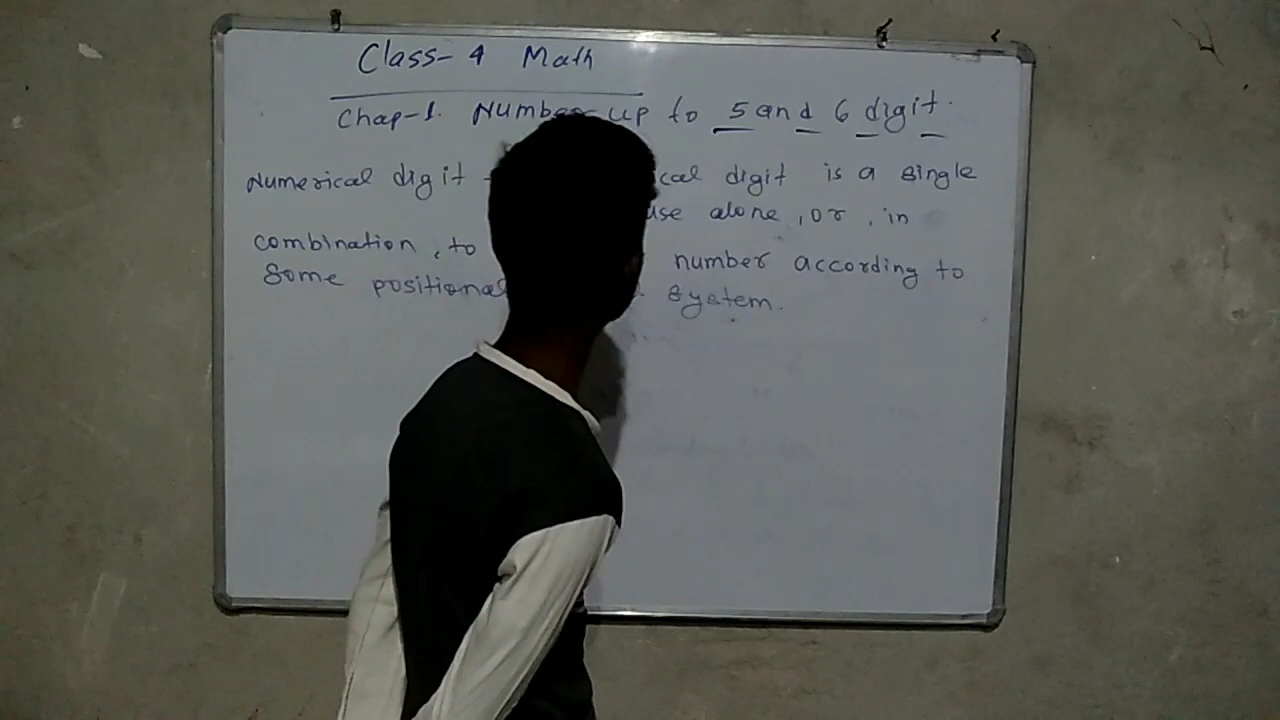 Class-4 Math
Chap-1. Number up to 5 and 6 digit.
Numerical digit - cal digit is a single
use alone, or, in
combination, to number according to
Some positional system.